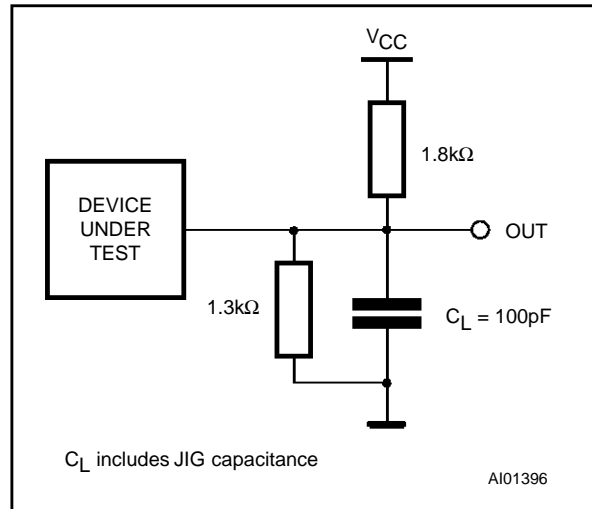 VCC
1.8kΩ
DEVICE
UNDER
TEST
OUT
1.3kΩ
CL = 100pF
CL includes JIG capacitance
AI01396